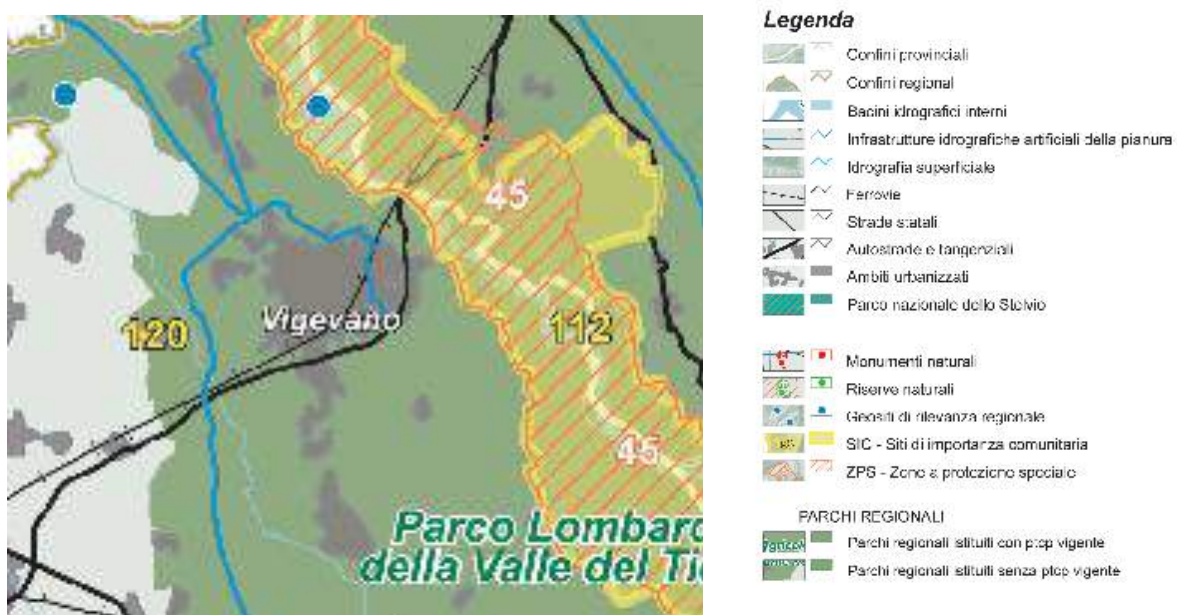 45
Vigevano
120
112
45
Parco Lombard
della Valle del Ti
Legenda
Confini provinciali
Confini regional
Bacini idrografici interni
Infrastrutture idrografiche artificiali della pianura
Idrografia superficiale
Ferrovie
Strade statali
Autostrade e tangenziali
Ambiti urbanizzati
Parco nazionale dello Stelvio
Monumenti naturali
Riserve naturali
Geositi di rilevanza regionale
SIC - Siti di importanza comunitaria
ZPS - Zone a protezione speciale
PARCHI REGIONALI
Parchi regionali istituiti con ptcp vigente
Parchi regionali istituiti senza ptcp vigente